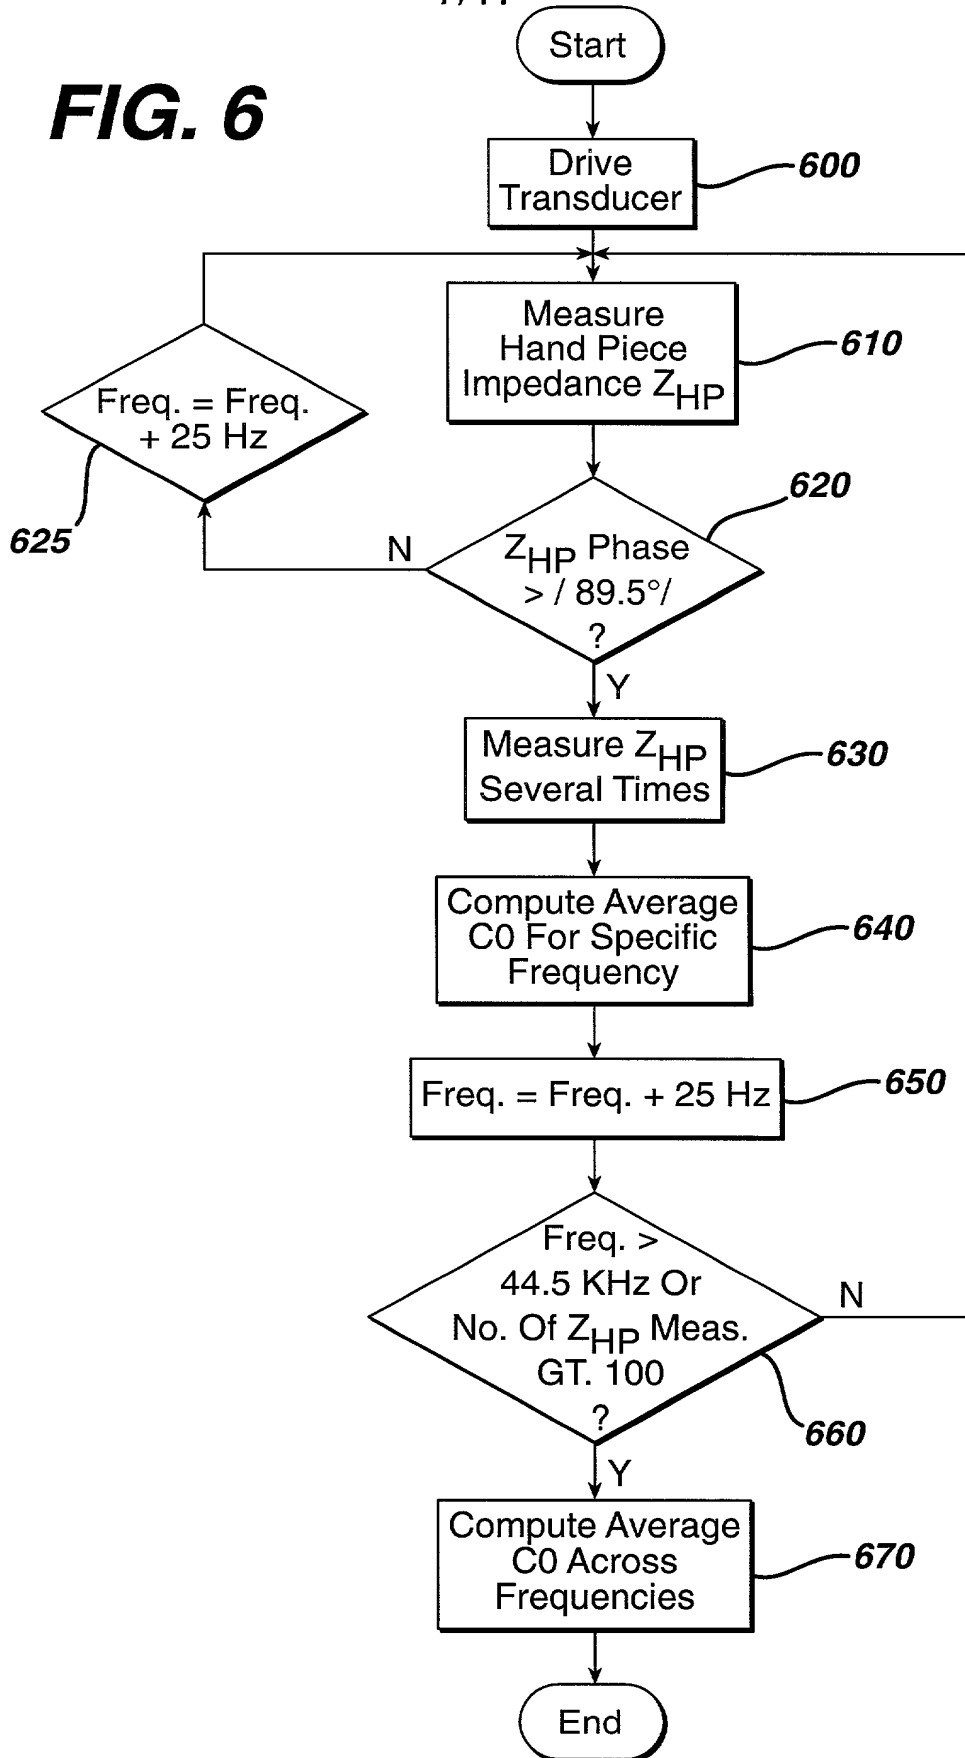 Start
FIG. 6
Drive
Transducer
600
Measure
Hand Piece
Impedance ZHP
610
Freq. = Freq.
+ 25 Hz
625
620
ZHP Phase
> / 89.5°/
?
N
Y
Measure ZHP
Several Times
630
Compute Average
C0 For Specific
Frequency
640
Freq. = Freq. + 25 Hz
650
Freq. >
44.5 KHz Or
No. Of ZHP Meas.
GT. 100
?
N
660
Y
Compute Average
C0 Across
Frequencies
670
End